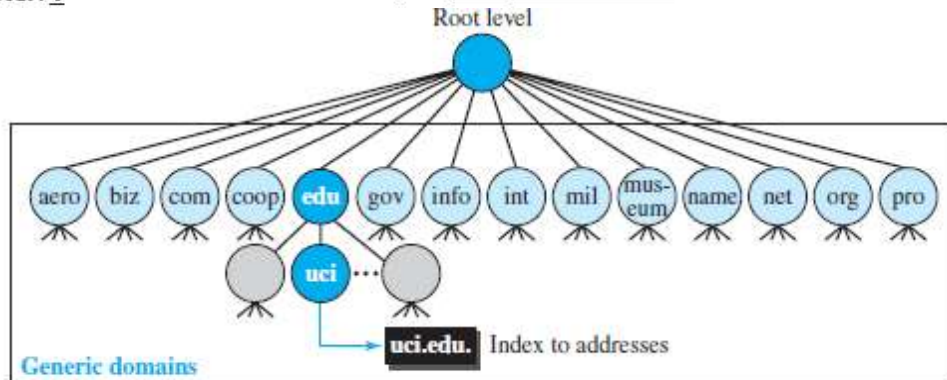 Root level
aero biz com coop edu gov info int mil mus-
eum name net org pro
uci
uci.edu. Index to addresses
Generic domains